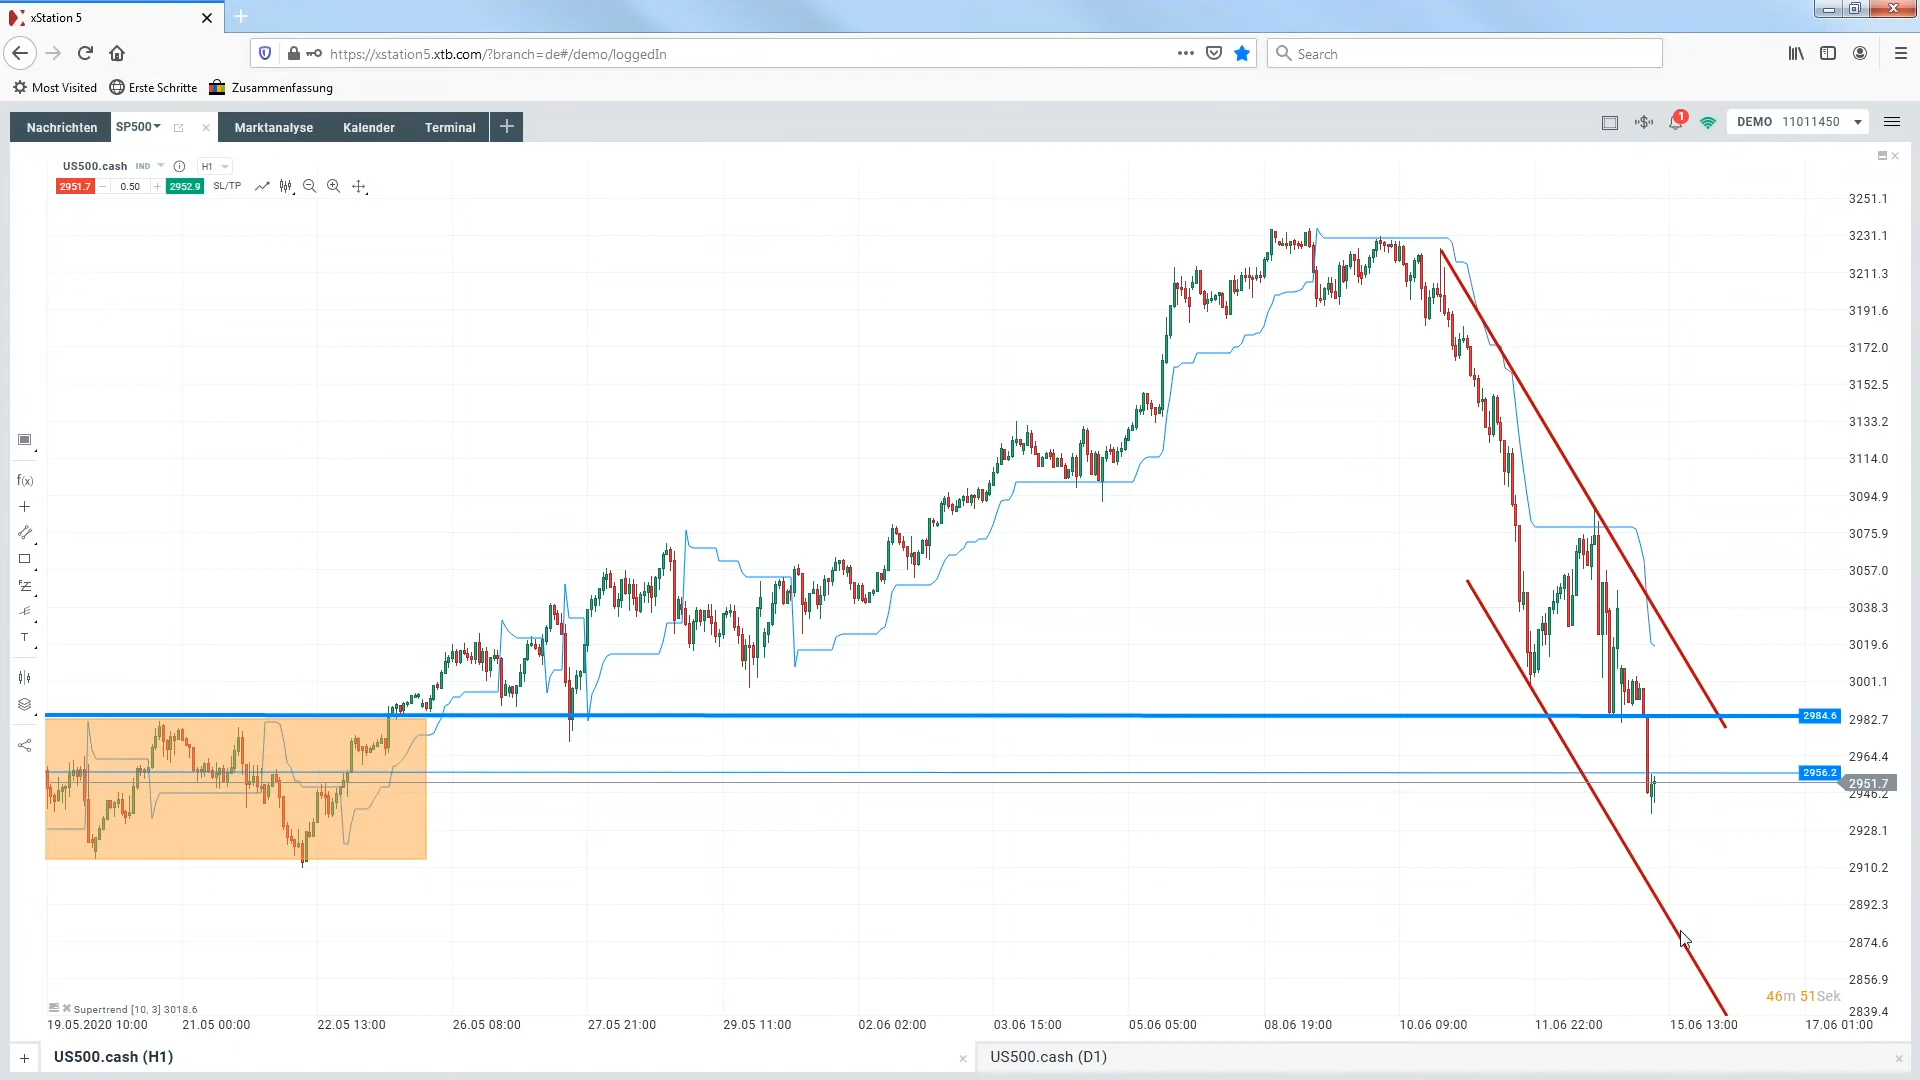 xStation 5
https://xstation5.xtb.com/?branch=de#/demo/loggedIn
Search
Most Visited
Erste Schritte
Zusammenfassung
Nachrichten
SP500
Marktanalyse
Kalender
Terminal
1
DEMO 11011450
US500.cash IND H1
2951.7 0.50 2952.9 SL/TP
f(x)
T
3251.1
3231.1
3211.3
3191.6
3172.0
3152.5
3133.2
3114.0
3094.9
3075.9
3057.0
3038.3
3019.6
3001.1
2984.6
2982.7
2964.4
2956.2
2951.7
2946.2
2928.1
2910.2
2892.3
2874.6
2856.9
2839.4
46m 51Sek
Supertrend [10, 3] 3018.6
19.05.2020 10:00
21.05 00:00
22.05 13:00
26.05 08:00
27.05 21:00
29.05 11:00
02.06 02:00
03.06 15:00
05.06 05:00
08.06 19:00
10.06 09:00
11.06 22:00
15.06 13:00
17.06 01:00
US500.cash (H1)
US500.cash (D1)